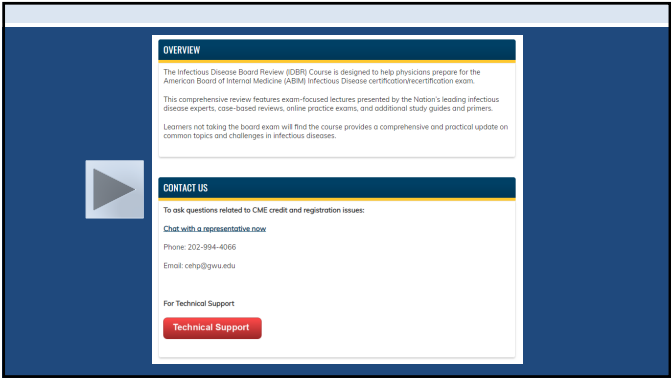 OVERVIEW
The Infectious Disease Board Review (IDBR) Course is designed to help physicians prepare for the
American Board of Internal Medicine (ABIM) Infectious Disease certification/recertification exam.
This comprehensive review features exam-focused lectures presented by the Nation's leading infectious
disease experts, case-based reviews, online practice exams, and additional study guides and primers.
Learners not taking the board exam will find the course provides a comprehensive and practical update on
common topics and challenges in infectious diseases.
CONTACT US
To ask questions related to CME credit and registration issues:
Chat with a representative now
Phone: 202-994-4066
Email: cehp@gwu.edu
For Technical Support
Technical Support